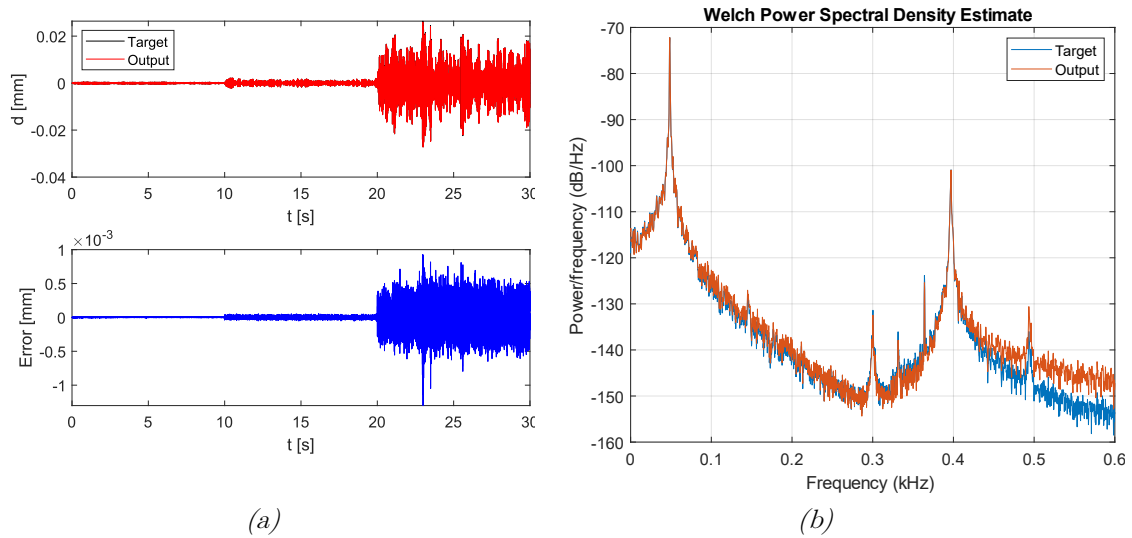 0.02
0
-0.02
-0.04
d [mm]
Target
Output
0 5 10 15 20 25 30
t [s]
×10-3
1
0.5
0
-0.5
-1
Error [mm]
0 5 10 15 20 25 30
t [s]
(a)
Welch Power Spectral Density Estimate
-70
-80
-90
-100
-110
-120
-130
-140
-150
-160
Power/frequency (dB/Hz)
Target
Output
0 0.1 0.2 0.3 0.4 0.5 0.6
Frequency (kHz)
(b)